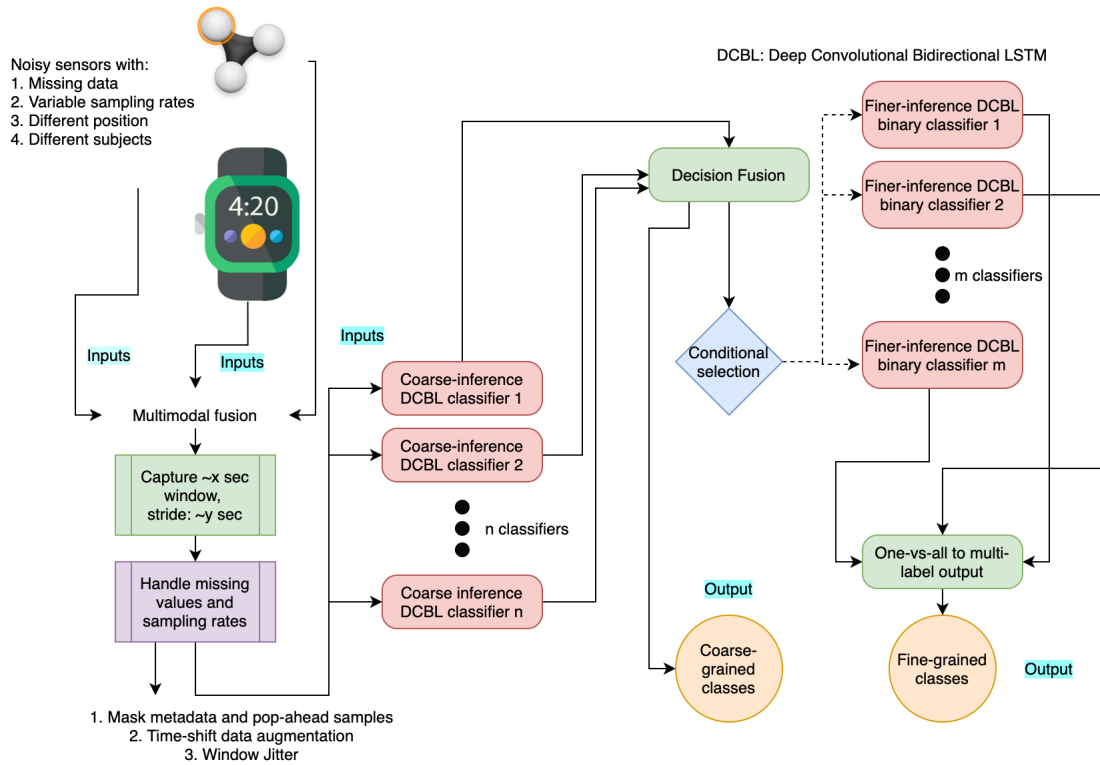 DCBL: Deep Convolutional Bidirectional LSTM
Noisy sensors with:
1. Missing data
2. Variable sampling rates
3. Different position
4. Different subjects
4:20
Inputs
Inputs
Multimodal fusion
Capture ~x sec
window,
stride: ~y sec
Handle missing
values and
sampling rates
1. Mask metadata and pop-ahead samples
2. Time-shift data augmentation
3. Window Jitter
Inputs
Coarse-inference
DCBL classifier 1
Coarse-inference
DCBL classifier 2
n classifiers
Coarse inference
DCBL classifier n
Decision Fusion
Conditional
selection
Output
Coarse-
grained
classes
Finer-inference DCBL
binary classifier 1
Finer-inference DCBL
binary classifier 2
m classifiers
Finer-inference DCBL
binary classifier m
One-vs-all to multi-
label output
Fine-grained
classes
Output